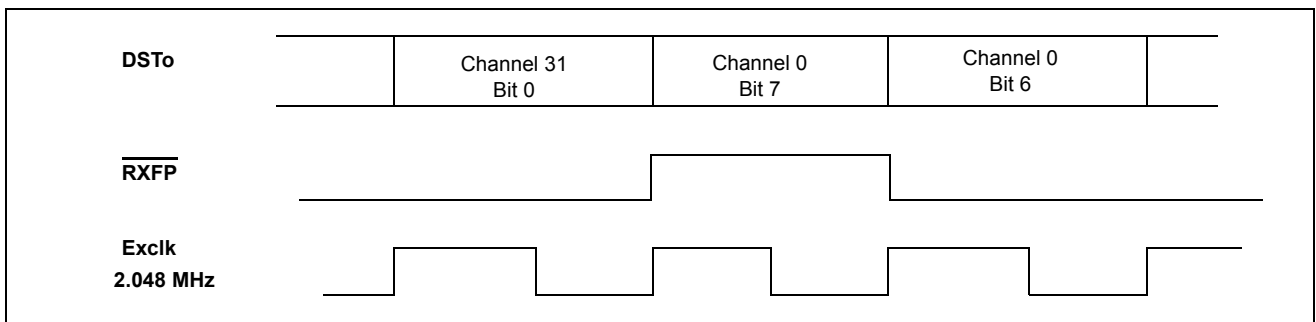 DSTo
Channel 31
Bit 0
Channel 0
Bit 7
Channel 0
Bit 6
RXFP
Exclk
2.048 MHz